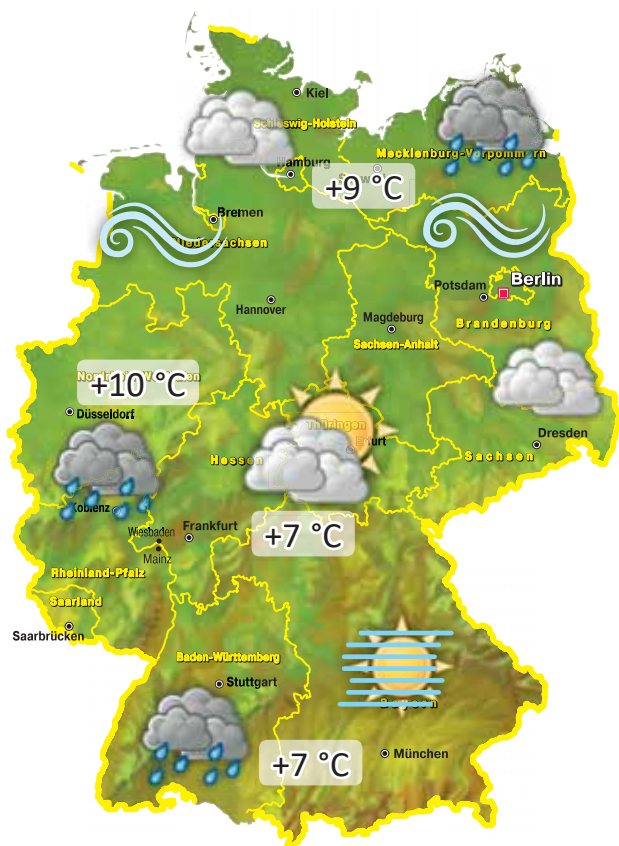 Kiel
Schleswig-Holstein
Mecklenburg-Vorpommern
Hamburg
+9 °C
Bremen
Niedersachsen
Berlin
Potsdam
Hannover
Magdeburg
Brandenburg
Sachsen-Anhalt
+10 °C
Düsseldorf
Thüringen
Erfurt
Dresden
Hessen
Sachsen
Koblenz
Frankfurt
Wiesbaden
+7 °C
Mainz
Rheinland-Pfalz
Saarland
Saarbrücken
Baden-Württemberg
Stuttgart
Bayern
München
+7 °C